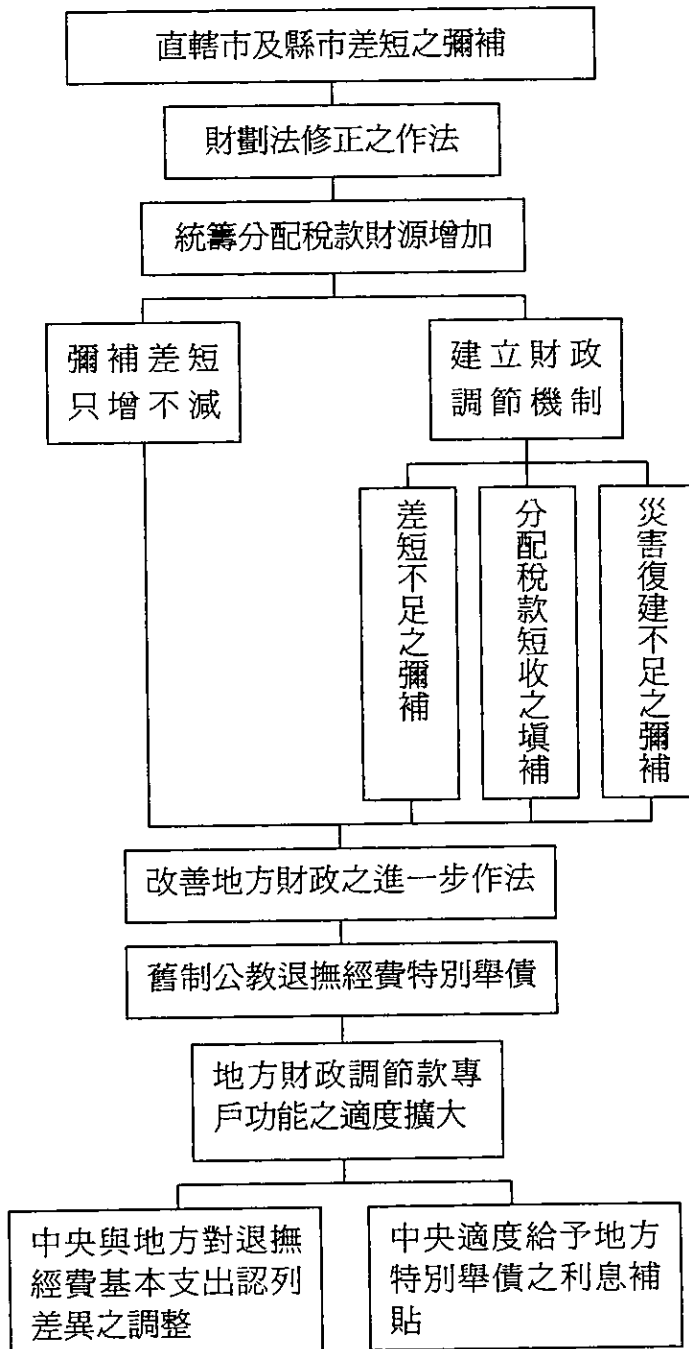 直轄市及縣市差短之彌補
財劃法修正之作法
統籌分配稅款財源增加
彌補差短
只增不減
建立財政
調節機制
差短不足之彌補
分配稅款短收之填補
災害復建不足之彌補
改善地方財政之進一步作法
舊制公教退撫經費特別舉債
地方財政調節款專
戶功能之適度擴大
中央與地方對退撫
經費基本支出認列
差異之調整
中央適度給予地方
特別舉債之利息補
貼